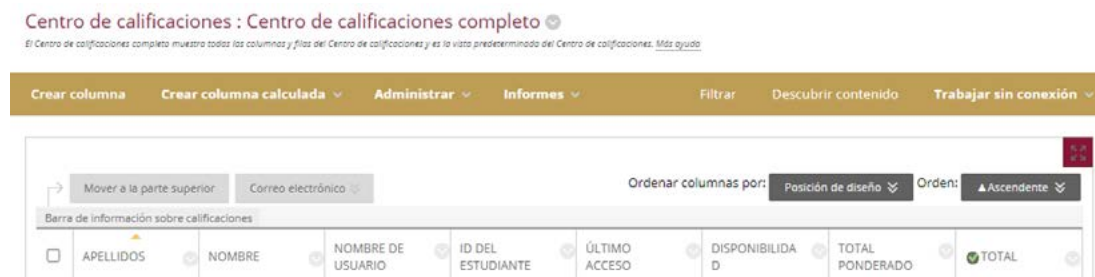 Centro de calificaciones : Centro de calificaciones completo
El Centro de calificaciones completo muestra todas las columnas y filas del Centro de calificaciones y es la vista predeterminada del Centro de calificaciones. Más ayuda
Crear columna Crear columna calculada Administrar Informes Filtrar Descubrir contenido Trabajar sin conexión
Mover a la parte superior Correo electrónico Ordenar columnas por: Posición de diseño Orden: ▲Ascendente
Barra de información sobre calificaciones
APELLIDOS NOMBRE NOMBRE DE USUARIO ID DEL ESTUDIANTE ÚLTIMO ACCESO DISPONIBILIDA D TOTAL PONDERADO TOTAL